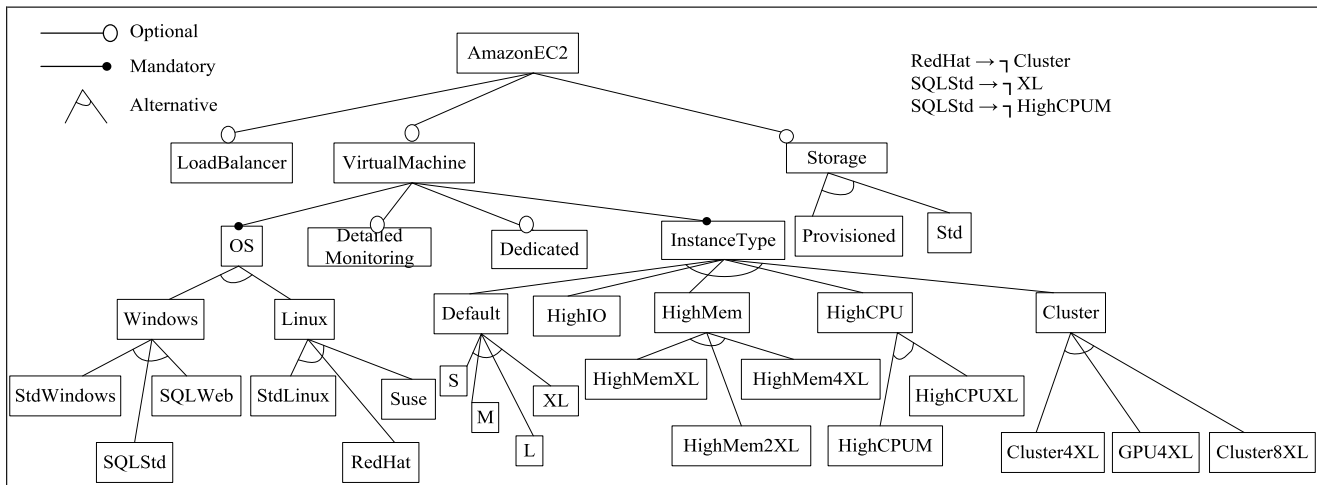 Optional
Mandatory
Alternative
AmazonEC2
RedHat → ┐ Cluster
SQLStd → ┐ XL
SQLStd → ┐ HighCPUM
LoadBalancer
VirtualMachine
Storage
OS
Detailed
Monitoring
Dedicated
InstanceType
Provisioned
Std
Windows
Linux
Default
HighIO
HighMem
HighCPU
Cluster
StdWindows
SQLWeb
StdLinux
Suse
S
M
L
XL
HighMemXL
HighMem4XL
HighCPUXL
SQLStd
RedHat
HighMem2XL
HighCPUM
Cluster4XL
GPU4XL
Cluster8XL